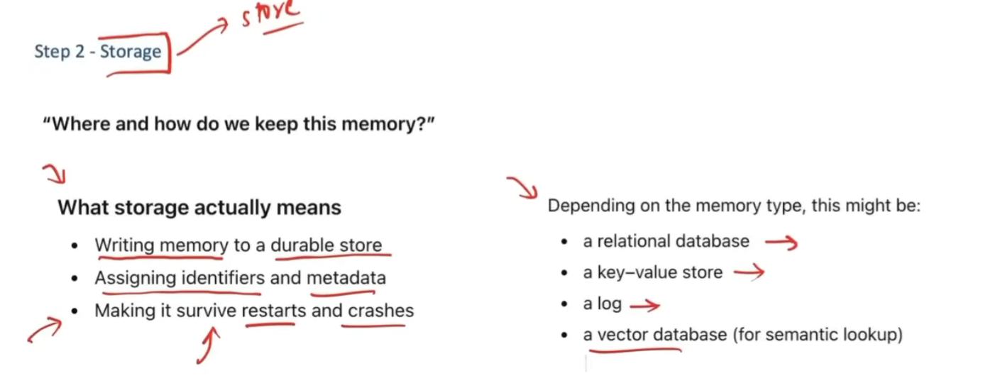 store
Step 2 - Storage
“Where and how do we keep this memory?”
What storage actually means
• Writing memory to a durable store
• Assigning identifiers and metadata
• Making it survive restarts and crashes
Depending on the memory type, this might be:
• a relational database
• a key–value store
• a log
• a vector database (for semantic lookup)